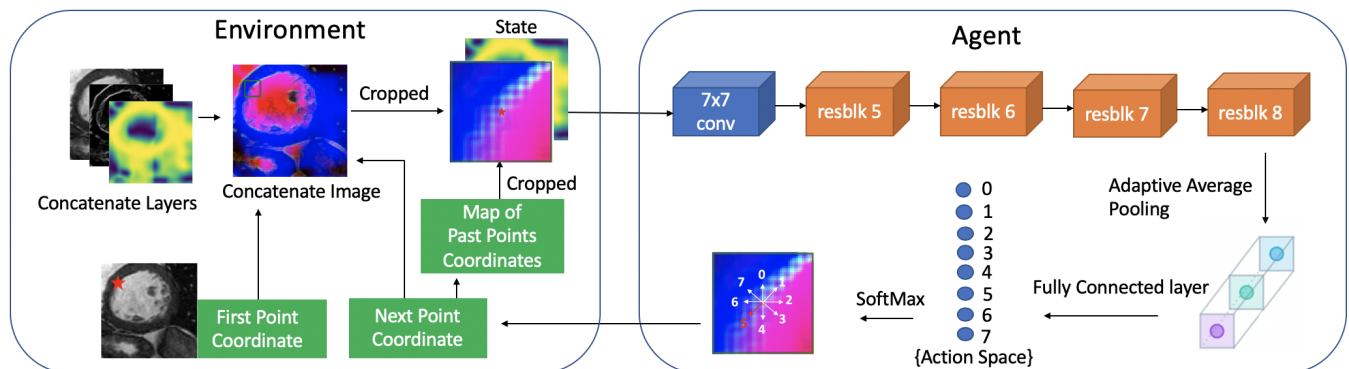 Environment
State
Cropped
Concatenate Layers
Concatenate Image
Cropped
Map of
Past Points
Coordinates
First Point
Coordinate
Next Point
Coordinate
Agent
7x7
conv
resblk 5
resblk 6
resblk 7
resblk 8
Adaptive Average
Pooling
Fully Connected layer
0
1
2
3
4
5
6
7
{Action Space}
SoftMax
0
1
2
3
4
5
6
7